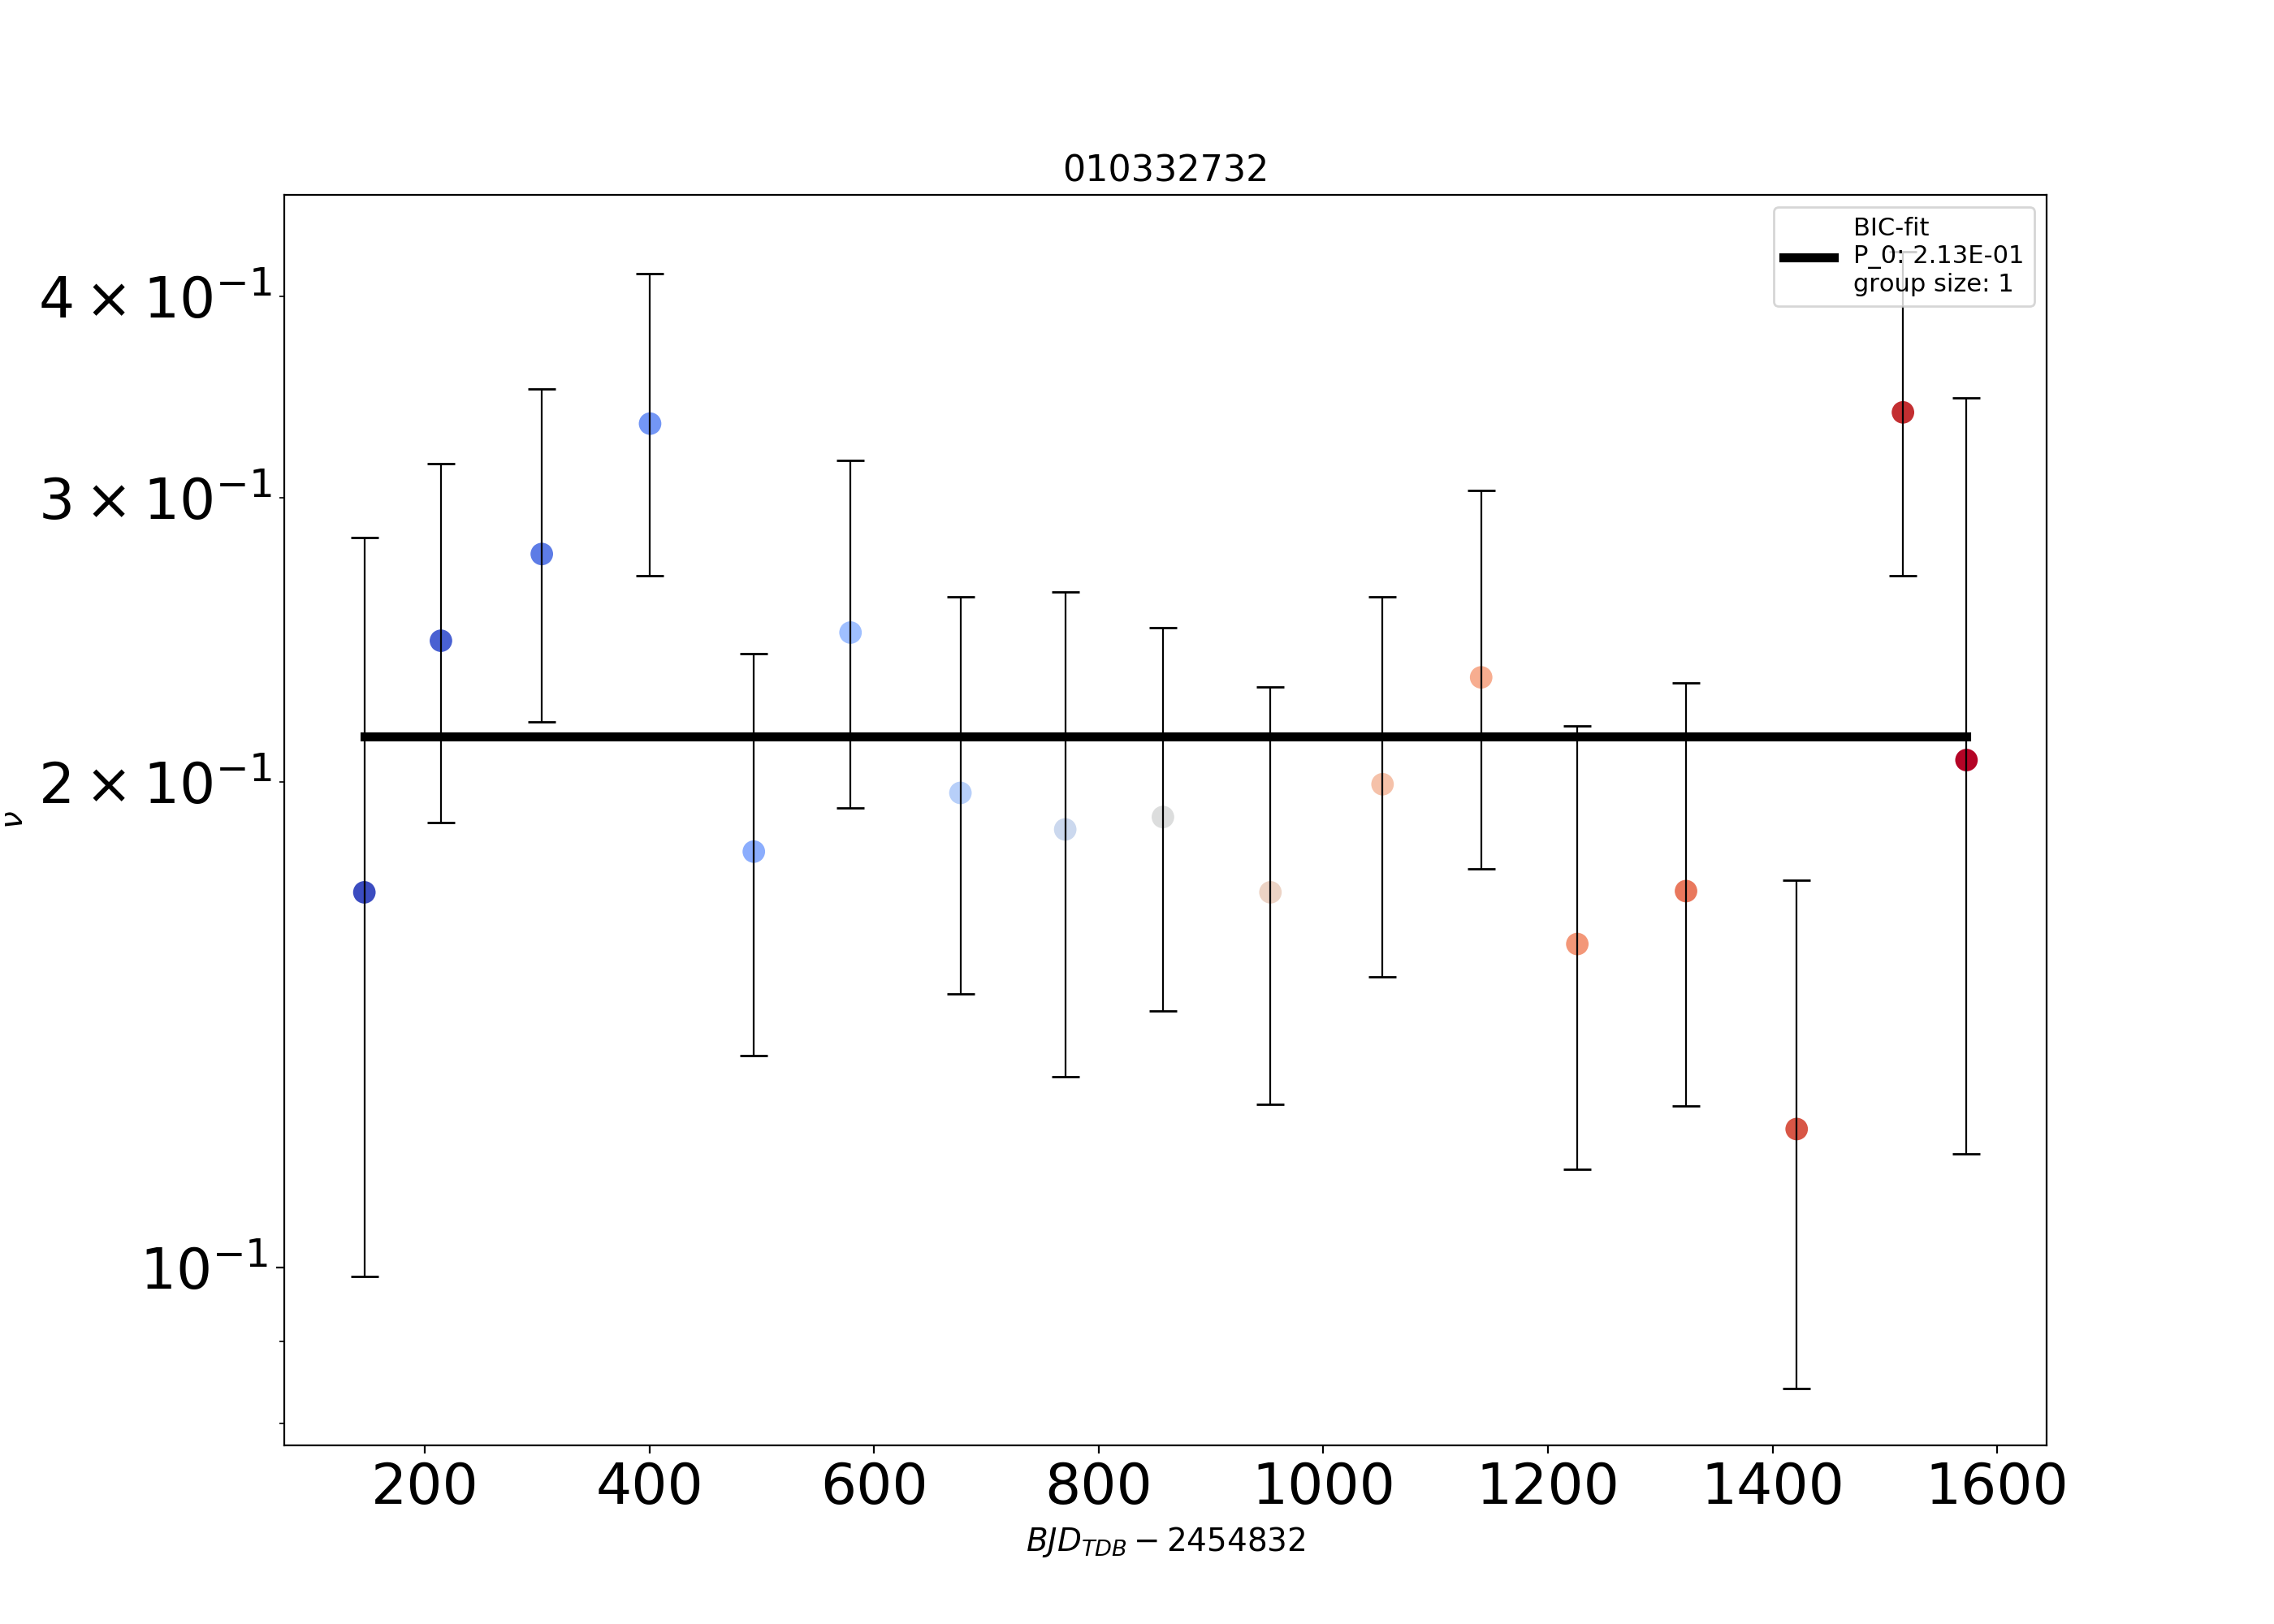 010332732
BIC-fit
P_0: 2.13E-01
group size: 1
4 × 10⁻¹
3 × 10⁻¹
2 × 10⁻¹
10⁻¹
ν
200 400 600 800 1000 1200 1400 1600
BJD_TDB − 2454832